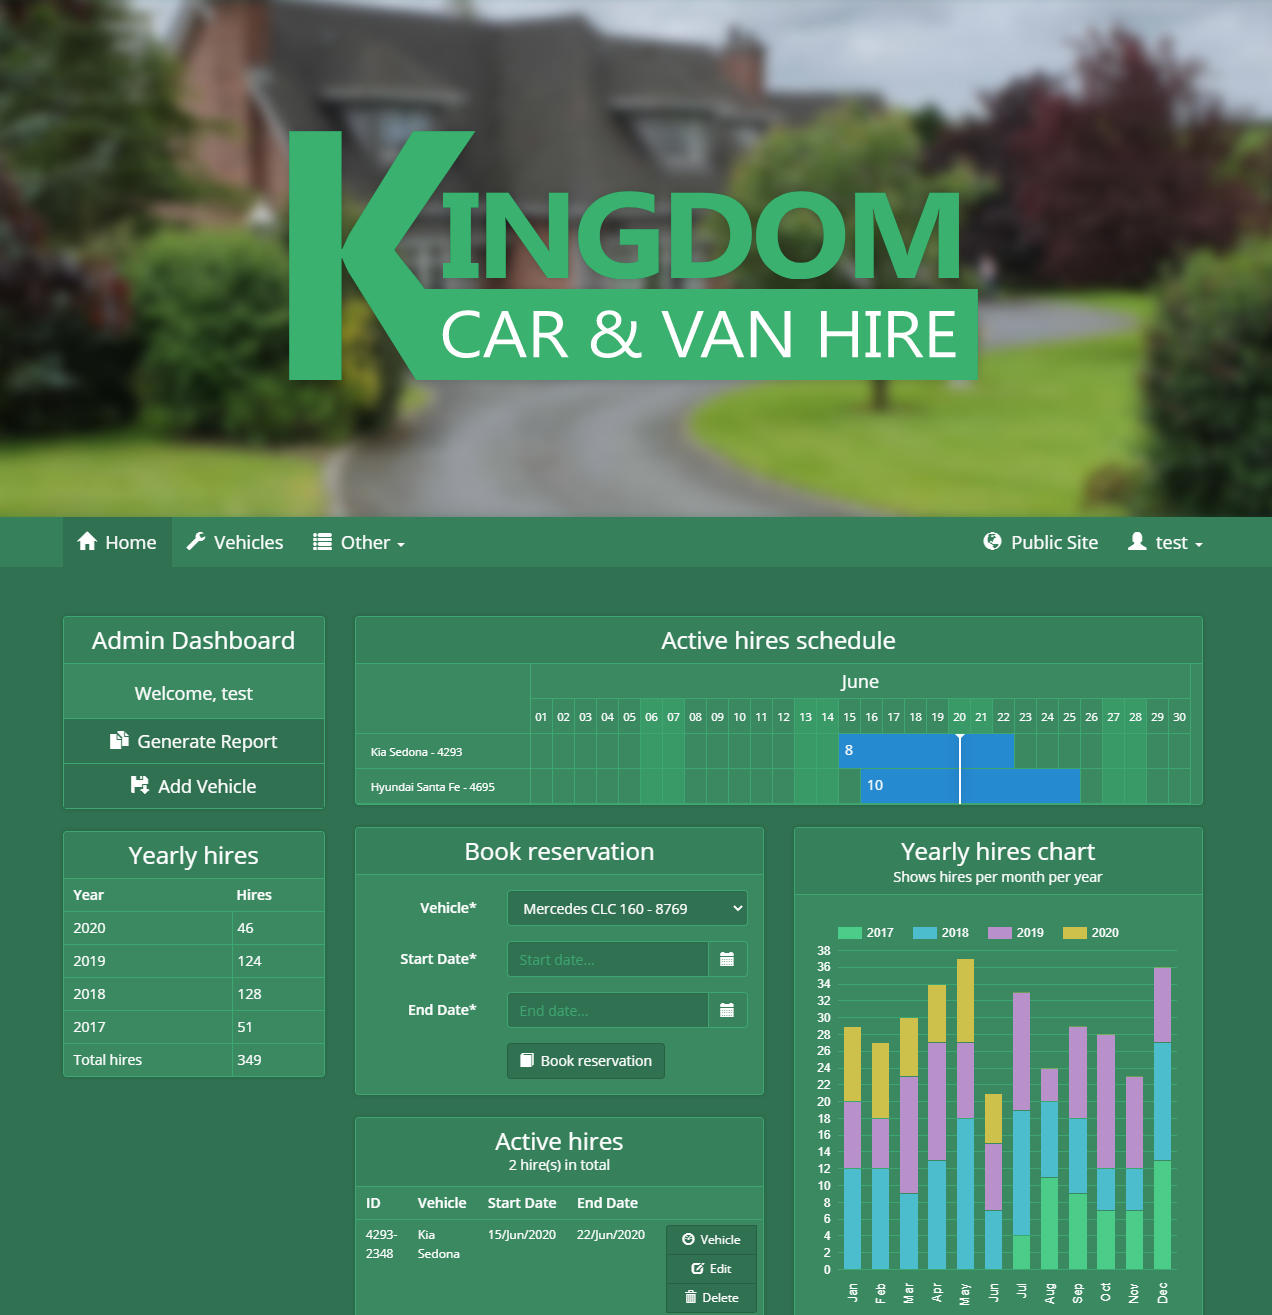 KINGDOM
CAR & VAN HIRE
Home
Vehicles
Other
Public Site
test
Admin Dashboard
Welcome, test
Generate Report
Add Vehicle
Yearly hires
Year Hires
2020 46
2019 124
2018 128
2017 51
Total hires 349
Active hires schedule
June
01 02 03 04 05 06 07 08 09 10 11 12 13 14 15 16 17 18 19 20 21 22 23 24 25 26 27 28 29 30
Kia Sedona - 4293 8
Hyundai Santa Fe - 4695 10
Book reservation
Vehicle* Mercedes CLC 160 - 8769
Start Date* Start date...
End Date* End date...
Book reservation
Active hires
2 hire(s) in total
ID Vehicle Start Date End Date
4293- Kia 15/Jun/2020 22/Jun/2020 Vehicle
2348 Sedona
Edit
Delete
Yearly hires chart
Shows hires per month per year
2017 2018 2019 2020
38
36
34
32
30
28
26
24
22
20
18
16
14
12
10
8
6
4
2
0
Jan Feb Mar Apr May Jun Jul Aug Sep Oct Nov Dec